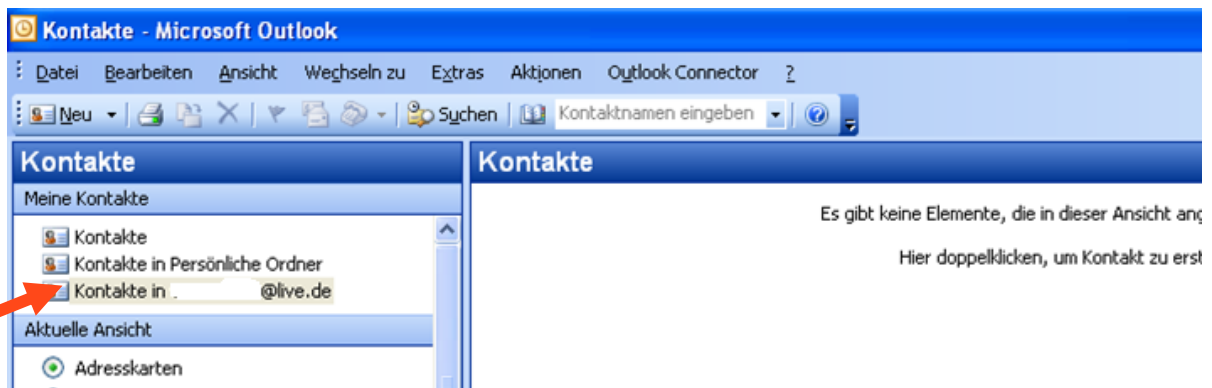 Kontakte - Microsoft Outlook
Datei Bearbeiten Ansicht Wechseln zu Extras Aktionen Outlook Connector ?
Neu Suchen Kontaktnamen eingeben
Kontakte
Meine Kontakte
Kontakte
Kontakte in Persönliche Ordner
Kontakte in @live.de
Aktuelle Ansicht
Adresskarten
Kontakte
Es gibt keine Elemente, die in dieser Ansicht ang
Hier doppelklicken, um Kontakt zu erst